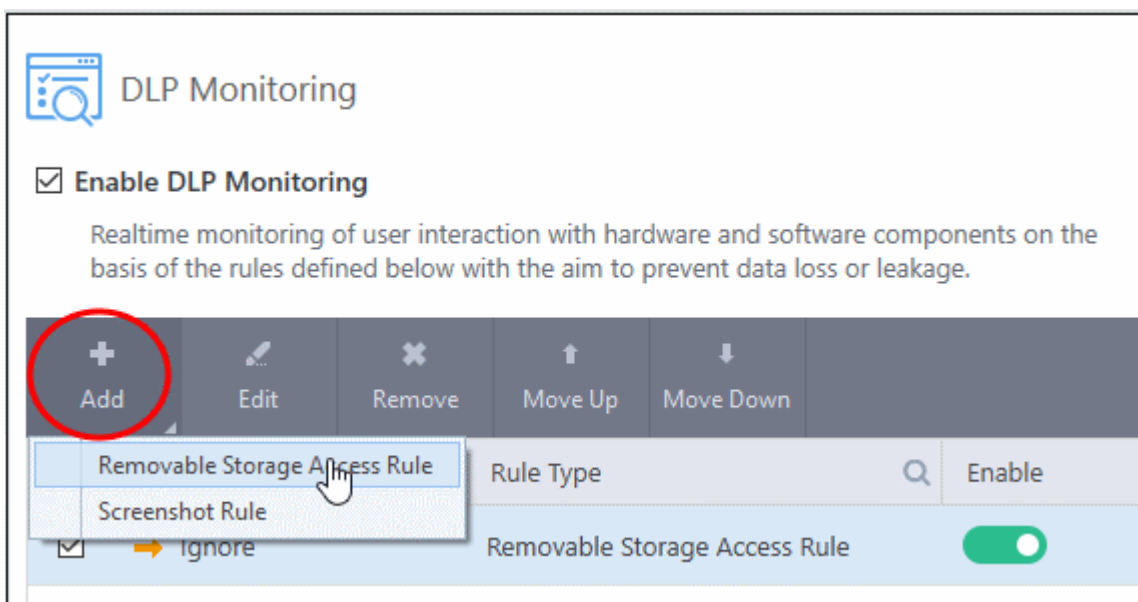 DLP Monitoring
Enable DLP Monitoring
Realtime monitoring of user interaction with hardware and software components on the
basis of the rules defined below with the aim to prevent data loss or leakage.
Add Edit Remove Move Up Move Down
Removable Storage Access Rule Rule Type Enable
Screenshot Rule
Ignore Removable Storage Access Rule